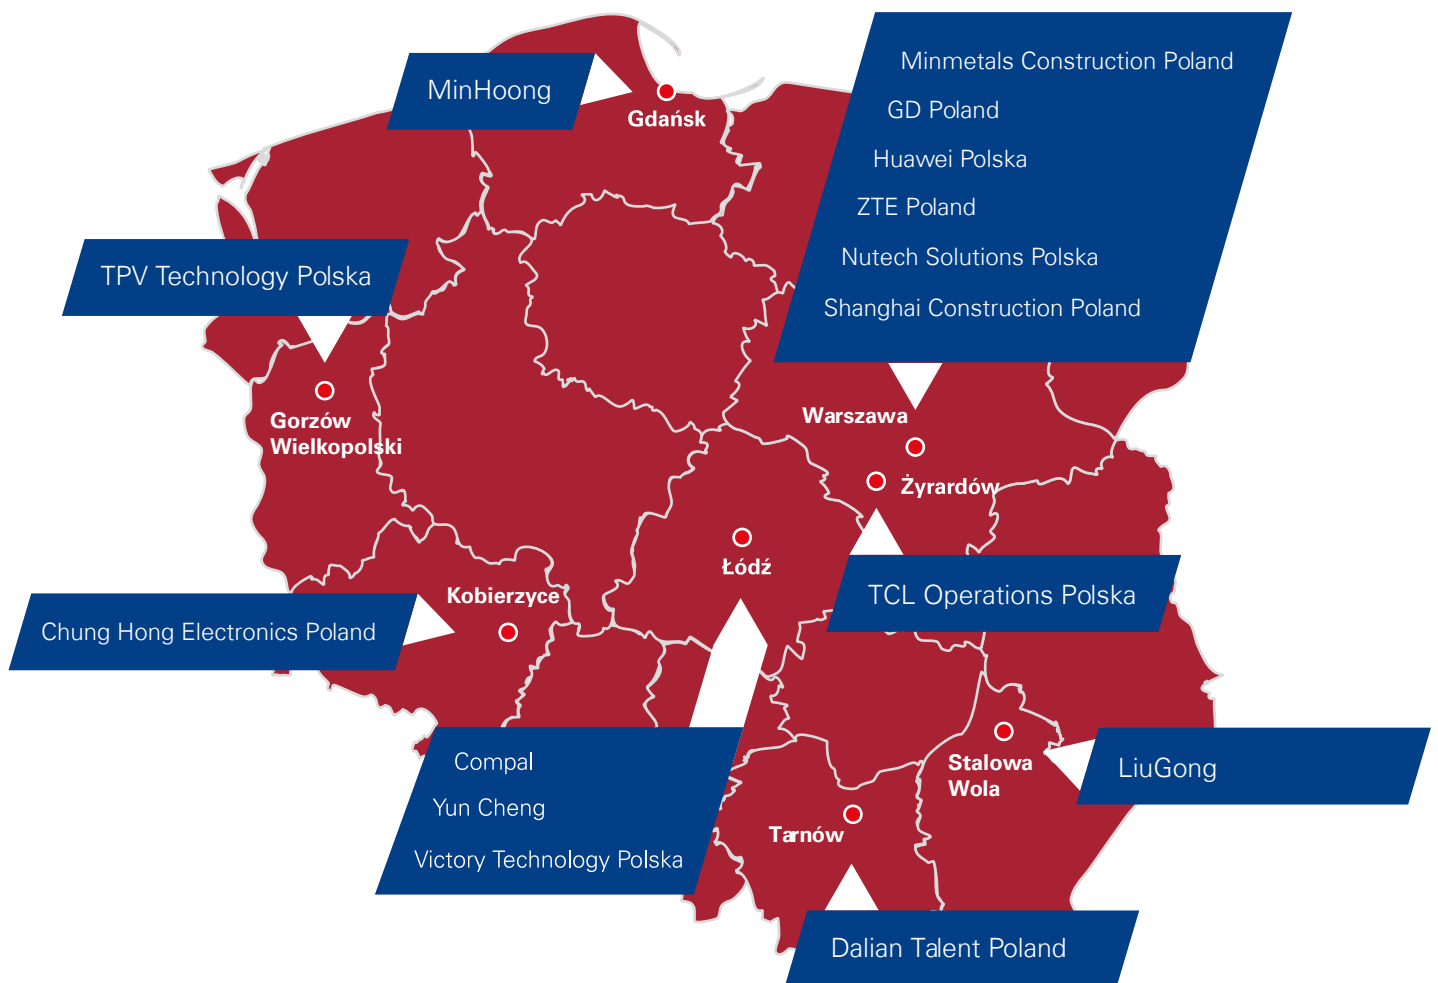 MinHoong
Gdańsk
Minmetals Construction Poland
GD Poland
Huawei Polska
ZTE Poland
Nutech Solutions Polska
Shanghai Construction Poland
TPV Technology Polska
Gorzów
Wielkopolski
Warszawa
Żyrardów
Łódź
TCL Operations Polska
Kobierzyce
Chung Hong Electronics Poland
Compal
Yun Cheng
Victory Technology Polska
Stalowa
Wola
LiuGong
Tarnów
Dalian Talent Poland